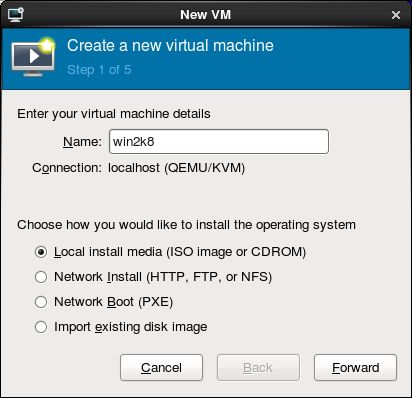 New VM
Create a new virtual machine
Step 1 of 5
Enter your virtual machine details
Name: win2k8
Connection: localhost (QEMU/KVM)
Choose how you would like to install the operating system
Local install media (ISO image or CDROM)
Network Install (HTTP, FTP, or NFS)
Network Boot (PXE)
Import existing disk image
Cancel Back Forward